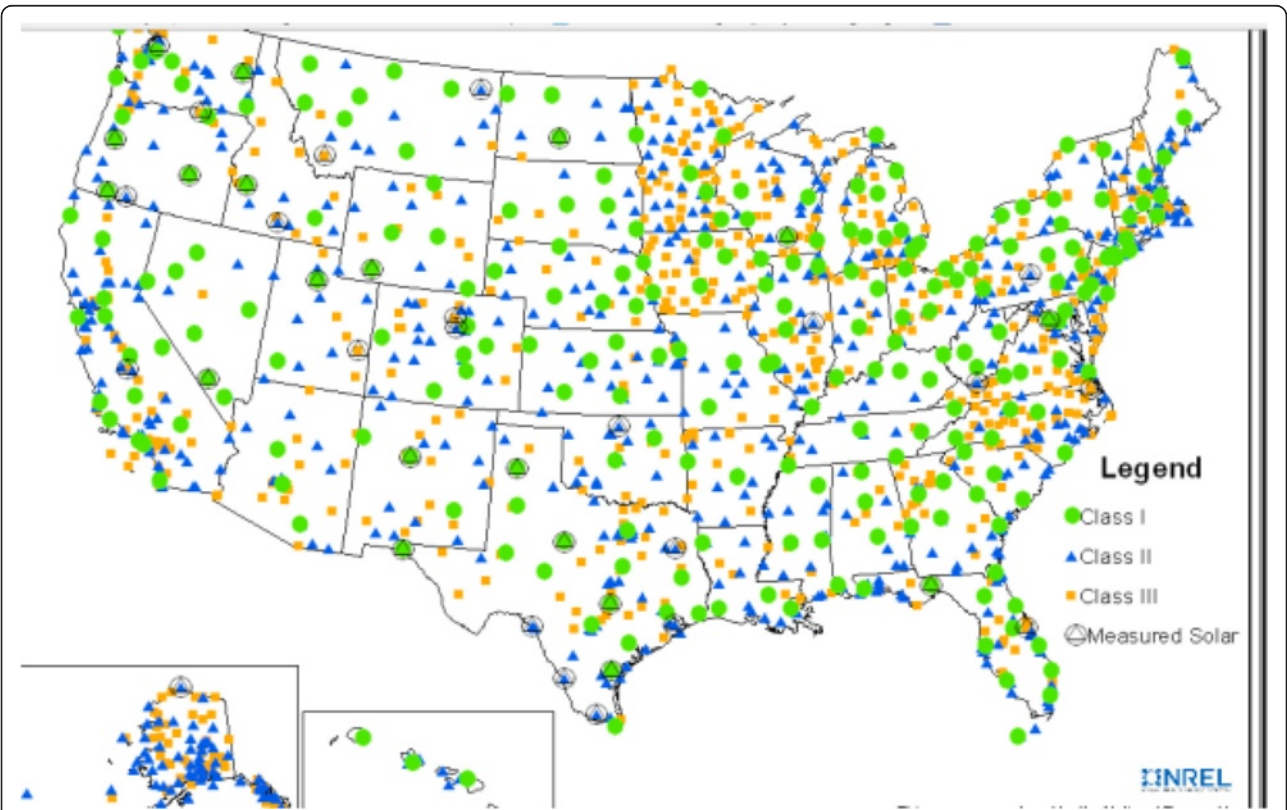 Legend
Class I
Class II
Class III
Measured Solar
NREL